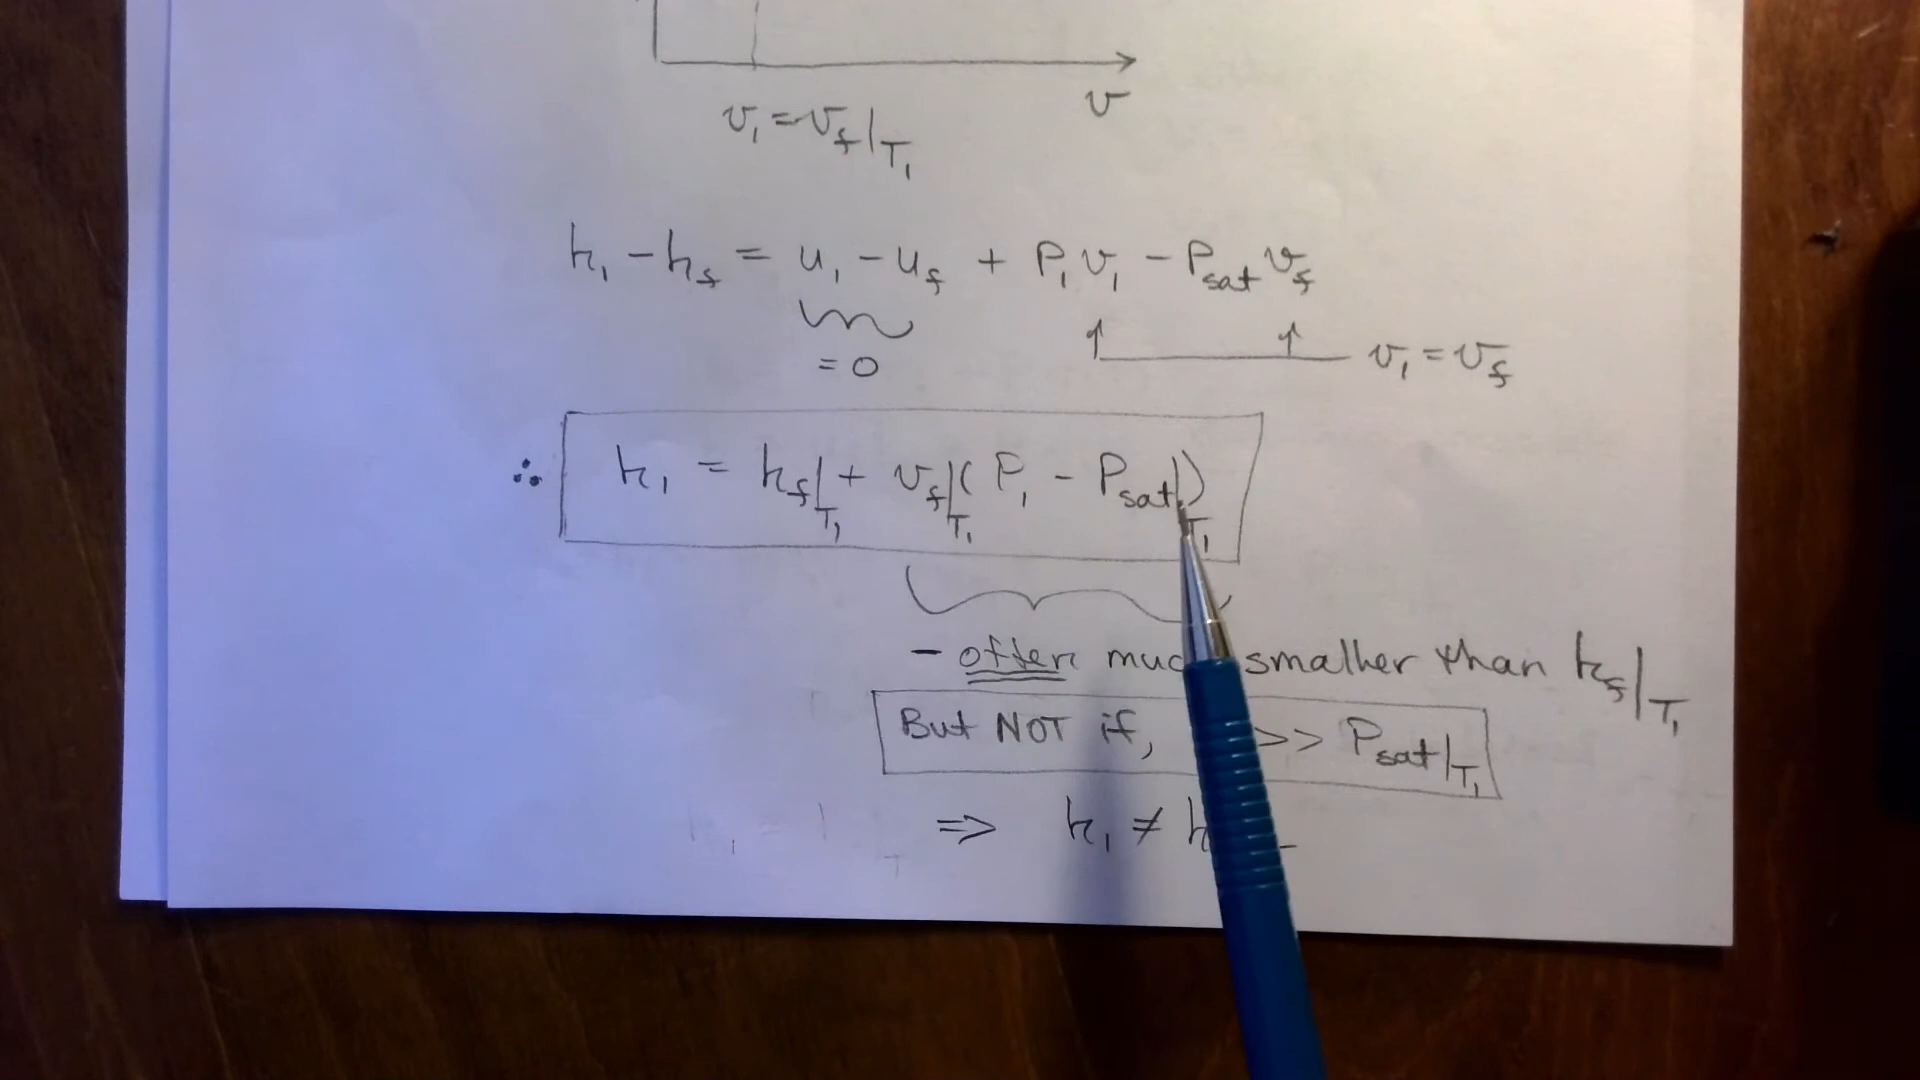 v
v₁ = v_f|T₁
h₁ - h_f = u₁ - u_f + P₁v₁ - P_sat v_f
= 0
v₁ = v_f
∴ h₁ = h_f|T₁ + v_f|T₁ (P₁ - P_sat|T₁)
- often smaller than h_f|T₁
But NOT if, >> P_sat|T₁
=> h₁ ≠ h